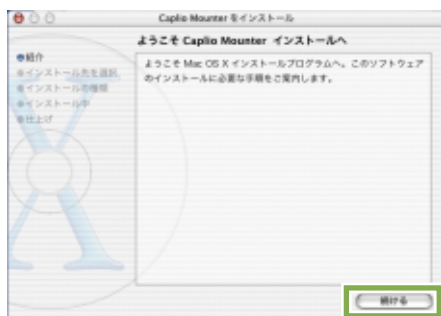 Caplio Mounter をインストール
ようこそ Caplio Mounter インストールへ
紹介
インストール先を選択
インストールの種類
インストール中
仕上げ
ようこそ Mac OS X インストールプログラムへ。このソフトウェア
のインストールに必要な手順をご案内します。
続ける